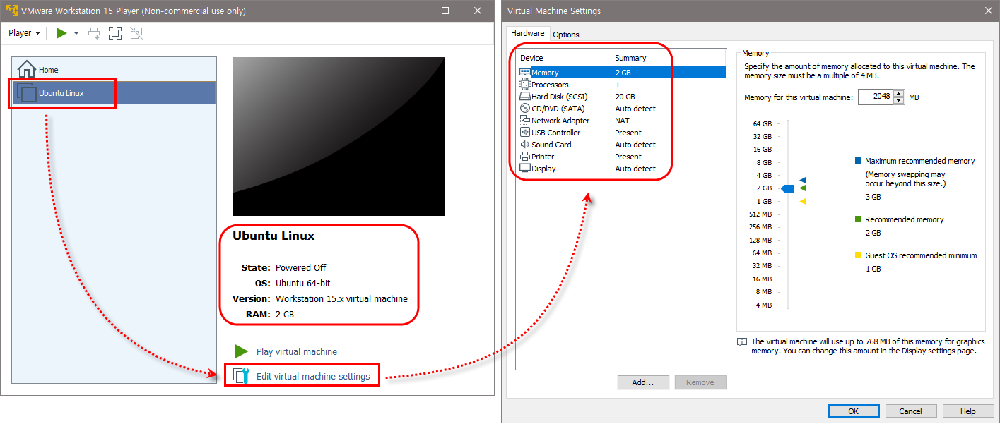 VMware Workstation 15 Player (Non-commercial use only)
Player
Home
Ubuntu Linux
Ubuntu Linux
State: Powered Off
OS: Ubuntu 64-bit
Version: Workstation 15.x virtual machine
RAM: 2 GB
Play virtual machine
Edit virtual machine settings
Virtual Machine Settings
Hardware
Options
Device Summary
Memory 2 GB
Processors 1
Hard Disk (SCSI) 20 GB
CD/DVD (SATA) Auto detect
Network Adapter NAT
USB Controller Present
Sound Card Auto detect
Printer Present
Display Auto detect
Add...
Remove
Memory
Specify the amount of memory allocated to this virtual machine. The
memory size must be a multiple of 4 MB.
Memory for this virtual machine: 2048 MB
64 GB
32 GB
16 GB
8 GB
4 GB
2 GB
1 GB
512 MB
256 MB
128 MB
64 MB
32 MB
16 MB
8 MB
4 MB
Maximum recommended memory
(Memory swapping may
occur beyond this size.)
3 GB
Recommended memory
2 GB
Guest OS recommended minimum
1 GB
The virtual machine will use up to 768 MB of this memory for graphics
memory. You can change this amount in the Display settings page.
OK
Cancel
Help